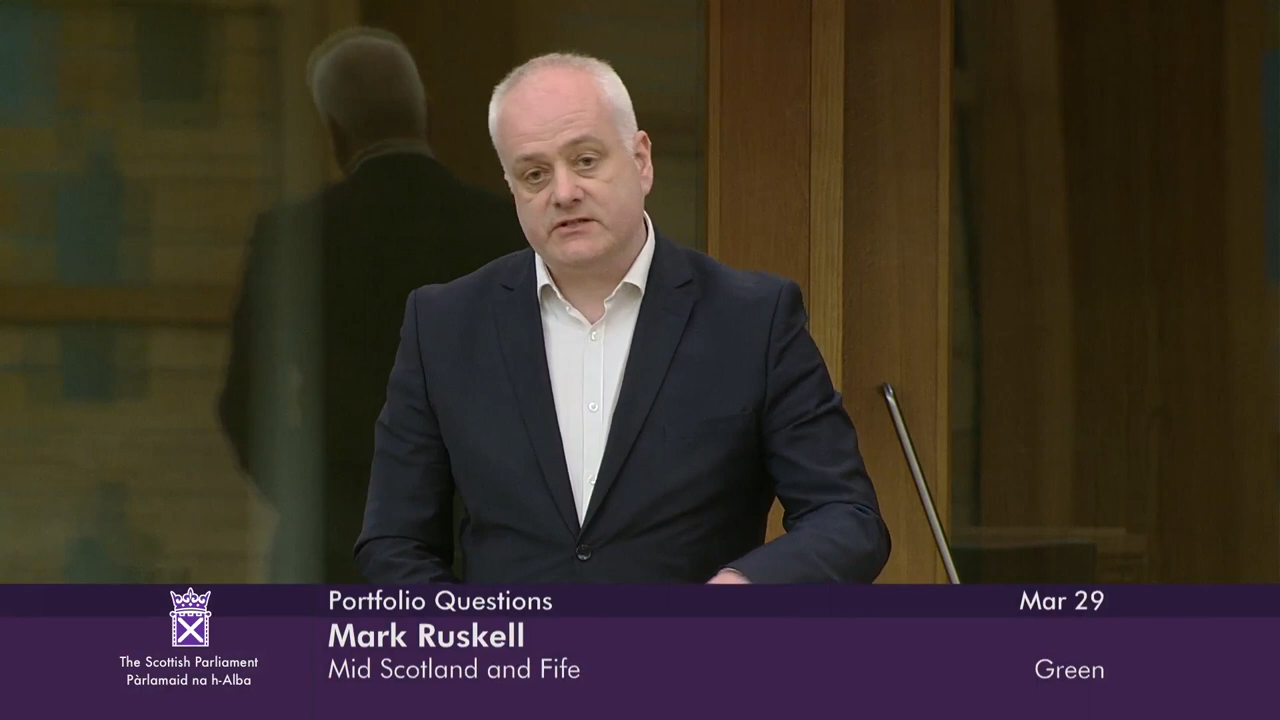 Portfolio Questions
Mar 29
Mark Ruskell
Mid Scotland and Fife
Green
The Scottish Parliament
Pàrlamaid na h-Alba